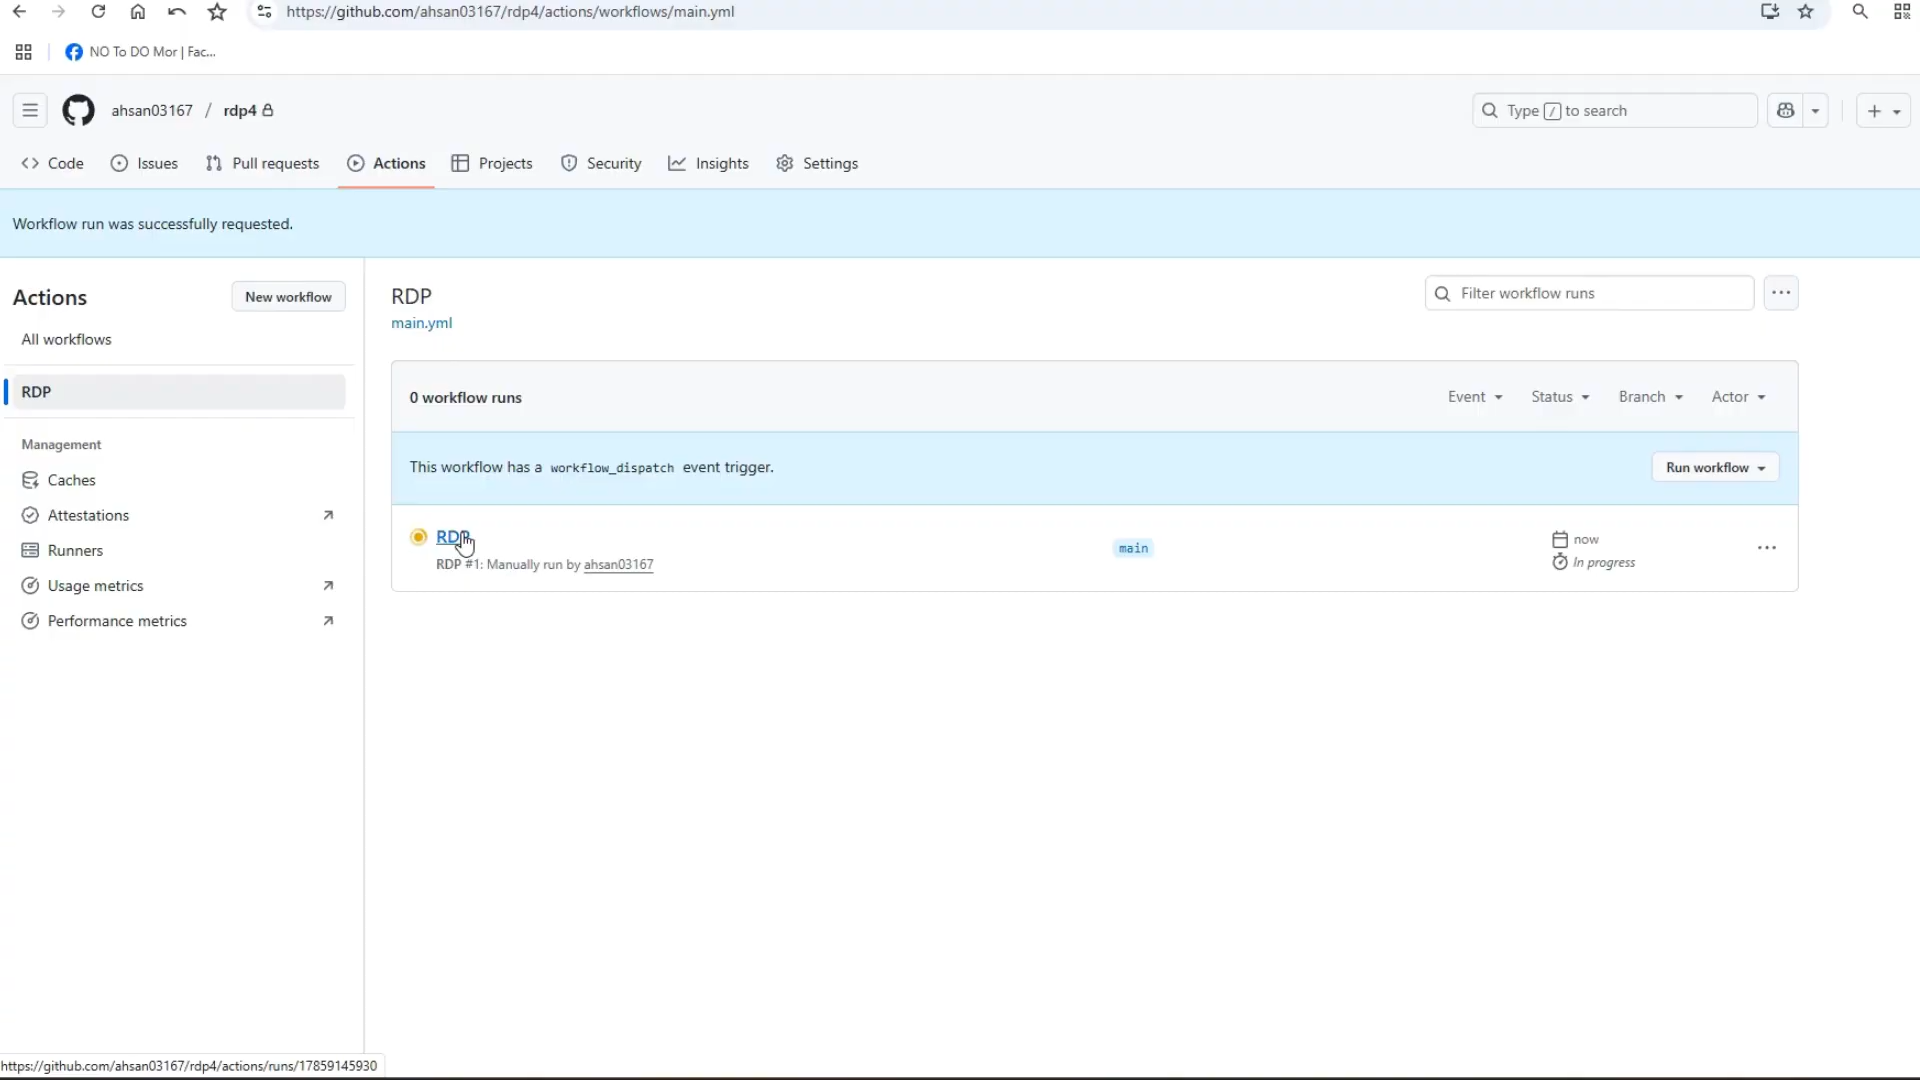 https://github.com/ahsan03167/rdp4/actions/workflows/main.yml
NO To DO Mor | Fac...
ahsan03167 / rdp4
Type / to search
Code
Issues
Pull requests
Actions
Projects
Security
Insights
Settings
Workflow run was successfully requested.
Actions
New workflow
All workflows
RDP
Management
Caches
Attestations
Runners
Usage metrics
Performance metrics
RDP
main.yml
Filter workflow runs
0 workflow runs
Event
Status
Branch
Actor
This workflow has a workflow_dispatch event trigger.
Run workflow
RDP
RDP #1: Manually run by ahsan03167
main
now
In progress
https://github.com/ahsan03167/rdp4/actions/runs/17859145930